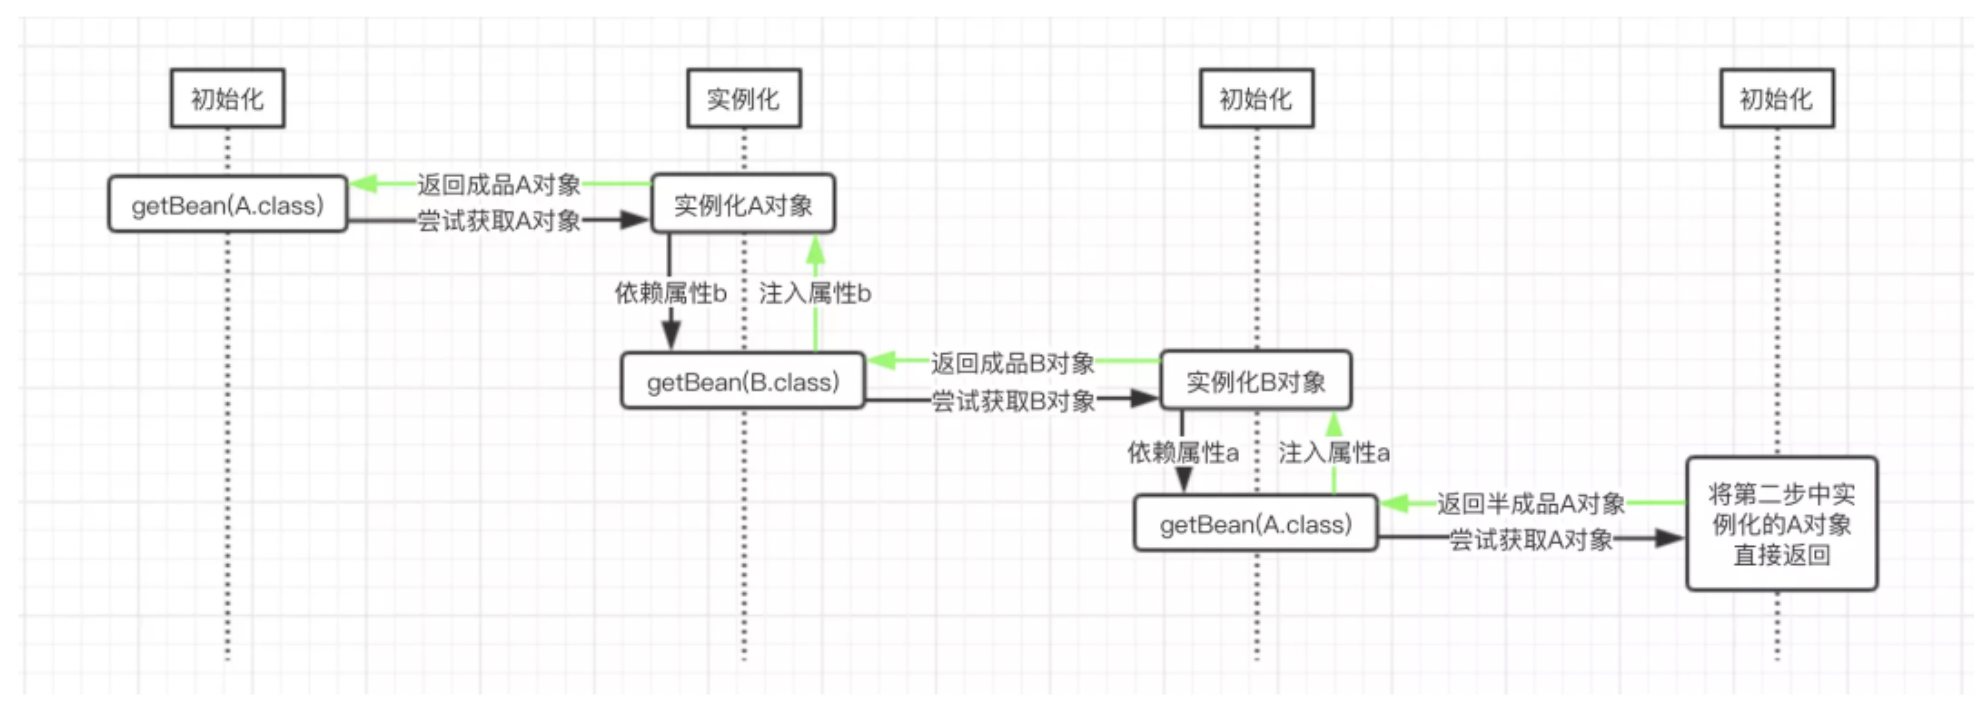 初始化
实例化
初始化
初始化
getBean(A.class)
返回成品A对象
尝试获取A对象
实例化A对象
依赖属性b
注入属性b
getBean(B.class)
返回成品B对象
尝试获取B对象
实例化B对象
依赖属性a
注入属性a
getBean(A.class)
返回半成品A对象
尝试获取A对象
将第二步中实
例化的A对象
直接返回